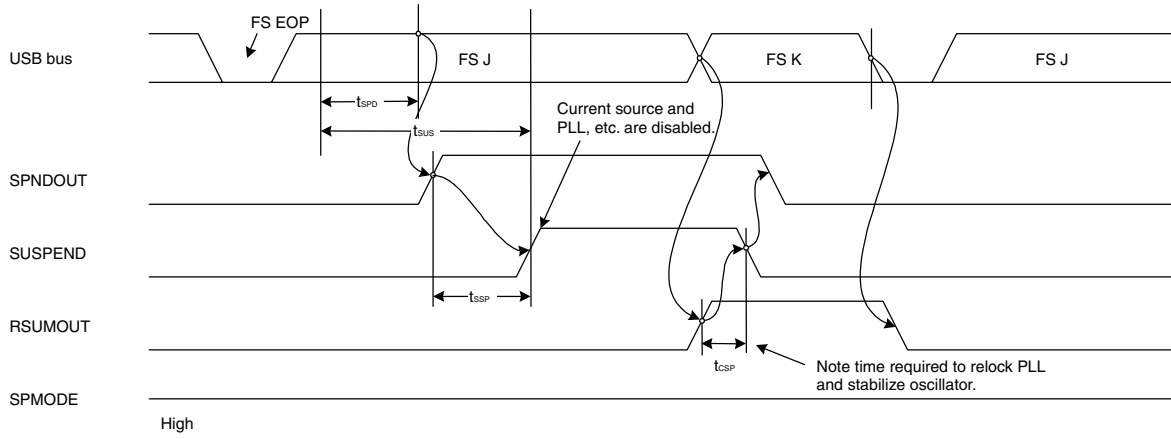 FS EOP
USB bus
FS J
FS K
FS J
tSPD
Current source and
PLL, etc. are disabled.
tSUS
SPNDOUT
SUSPEND
tSSP
RSUMOUT
tCSP
Note time required to relock PLL
and stabilize oscillator.
SPMODE
High